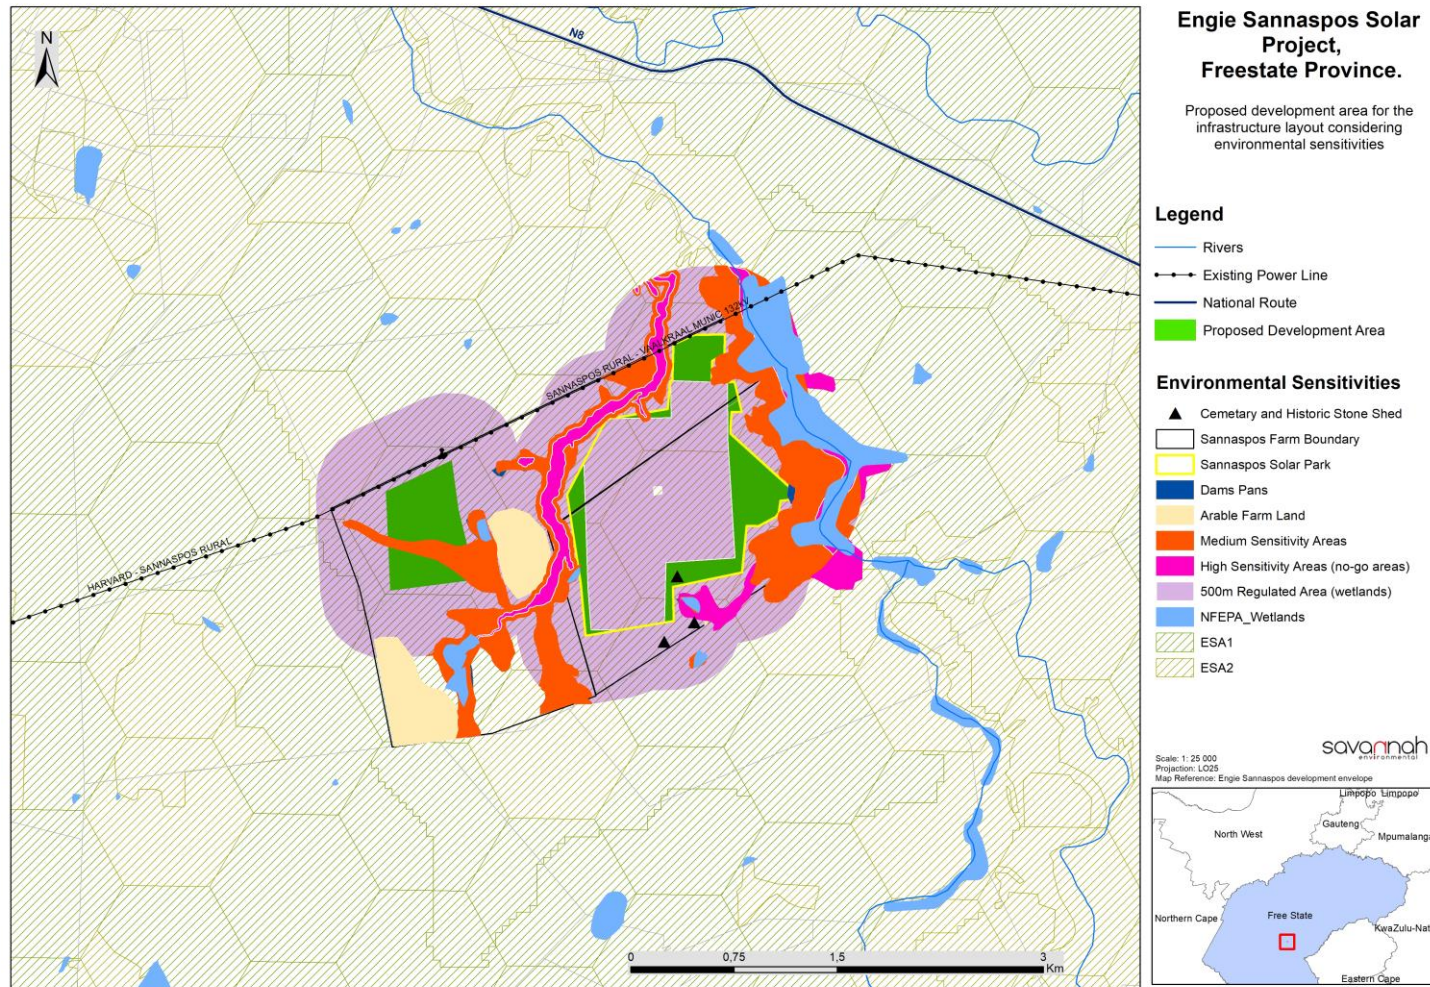 Engie Sannaspos Solar
Project,
Freestate Province.
Proposed development area for the
infrastructure layout considering
environmental sensitivities
Legend
Rivers
Existing Power Line
National Route
Proposed Development Area
Environmental Sensitivities
Cemetary and Historic Stone Shed
Sannaspos Farm Boundary
Sannaspos Solar Park
Dams Pans
Arable Farm Land
Medium Sensitivity Areas
High Sensitivity Areas (no-go areas)
500m Regulated Area (wetlands)
NFEPA_Wetlands
ESA1
ESA2
savannah
environmental
Scale: 1: 25 000
Projection: LO25
Map Reference: Engie Sannaspos development envelope
Limpopo Limpopo
North West
Gauteng
Mpumalanga
Northern Cape
Free State
KwaZulu-Nat
Eastern Cape
N
N8
SANNASPOS RURAL - VAALKRAAL MUNIC 132kV
HARVARD - SANNASPOS RURAL
0 0,75 1,5 3
Km